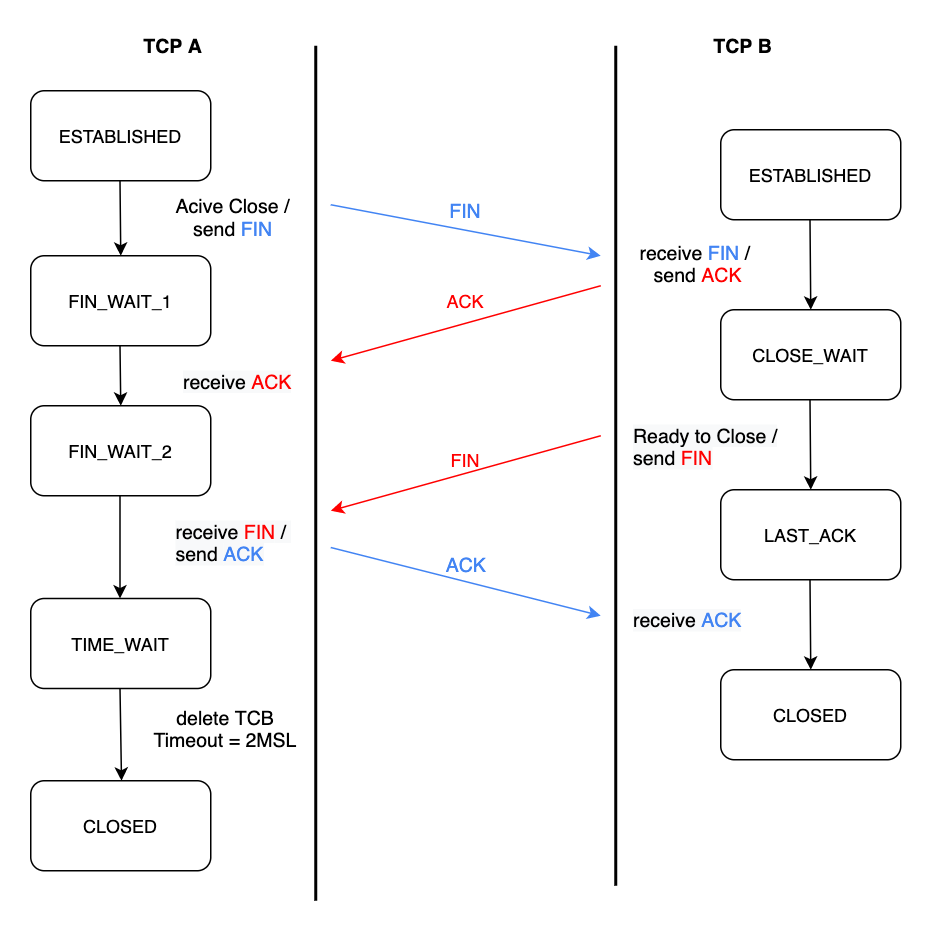 TCP A
TCP B
ESTABLISHED
ESTABLISHED
Acive Close /
send FIN
FIN
receive FIN /
send ACK
FIN_WAIT_1
ACK
CLOSE_WAIT
receive ACK
FIN_WAIT_2
FIN
Ready to Close /
send FIN
receive FIN /
send ACK
ACK
LAST_ACK
receive ACK
TIME_WAIT
delete TCB
Timeout = 2MSL
CLOSED
CLOSED